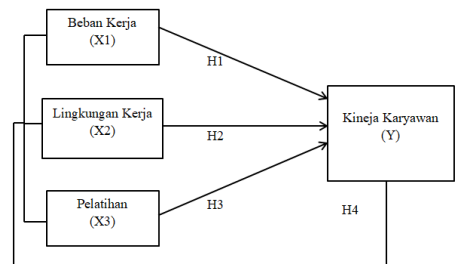 Beban Kerja
(X1)
H1
Lingkungan Kerja
(X2)
H2
Kineja Karyawan
(Y)
Pelatihan
(X3)
H3
H4